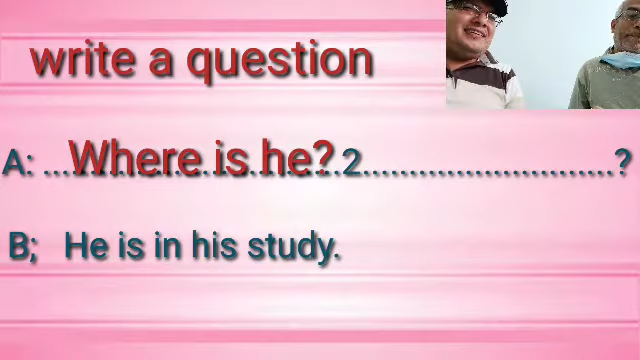 write a question
A: ...Where is he?.2............................?
B; He is in his study.